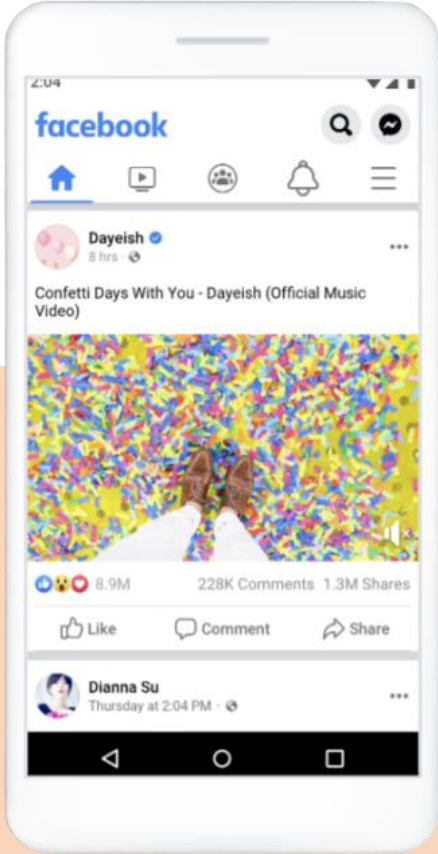 2:04
facebook
Dayeish
8 hrs ·
Confetti Days With You - Dayeish (Official Music
Video)
8.9M 228K Comments 1.3M Shares
Like Comment Share
Dianna Su
Thursday at 2:04 PM ·